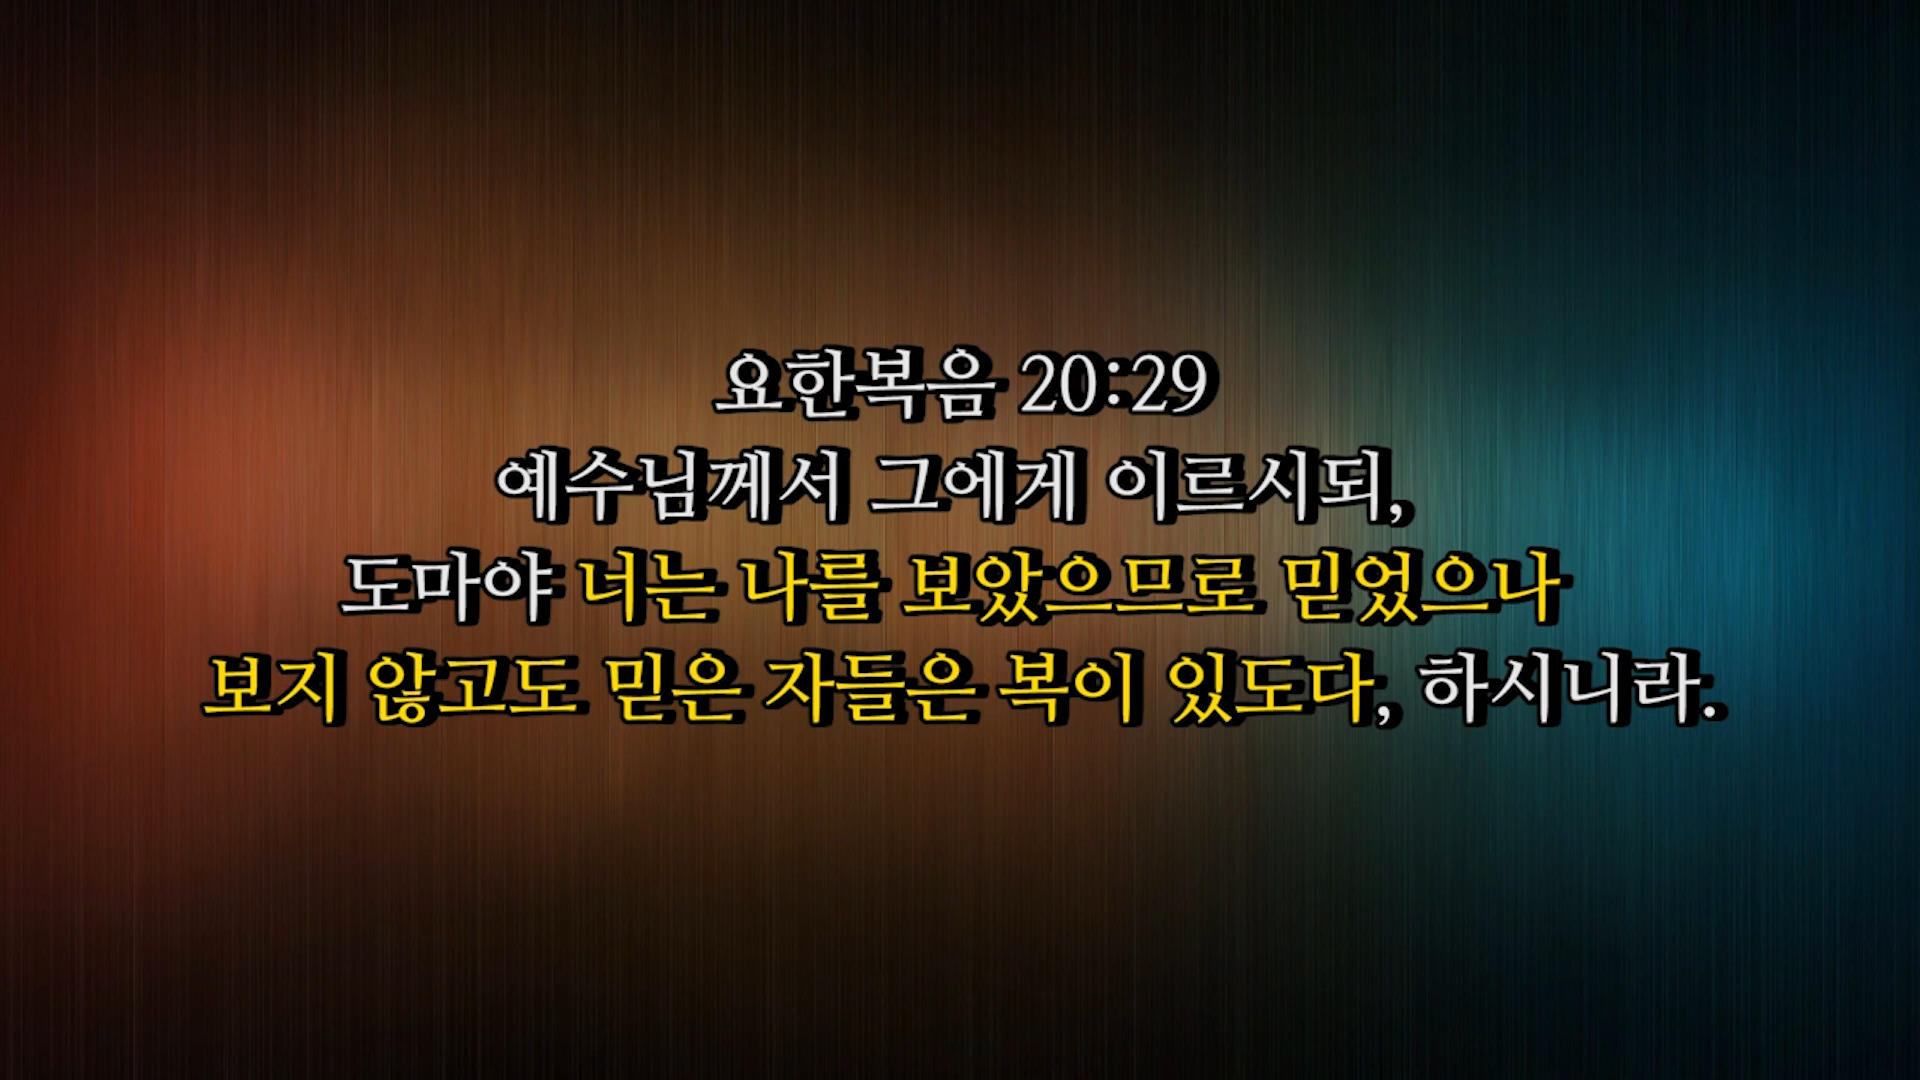 요한복음 20:29
예수님께서 그에게 이르시되,
도마야 너는 나를 보았으므로 믿었으나
보지 않고도 믿은 자들은 복이 있도다, 하시니라.